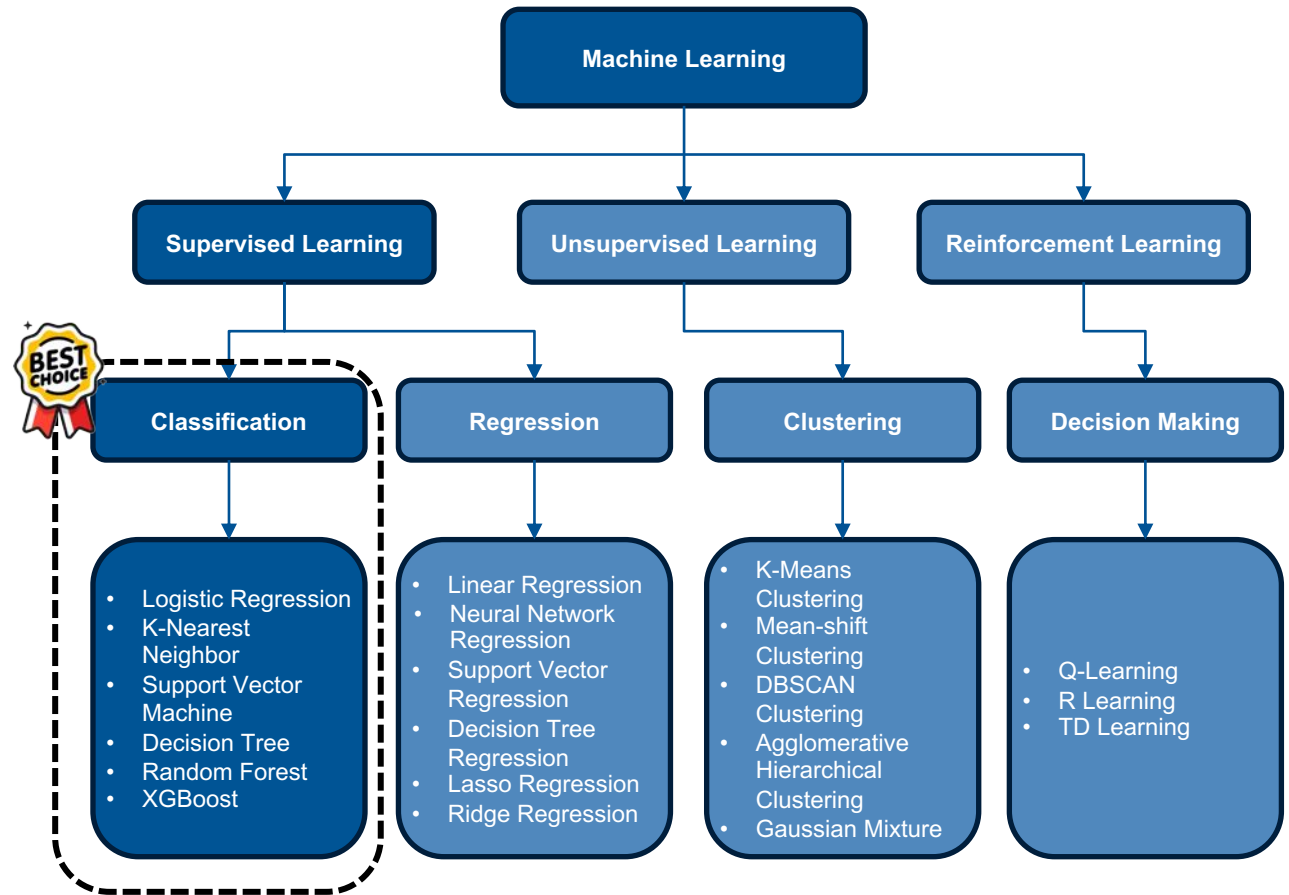 Machine Learning
Supervised Learning
Unsupervised Learning
Reinforcement Learning
BEST
CHOICE
Classification
Regression
Clustering
Decision Making
• Logistic Regression
• K-Nearest
Neighbor
• Support Vector
Machine
• Decision Tree
• Random Forest
• XGBoost
• Linear Regression
• Neural Network
Regression
• Support Vector
Regression
• Decision Tree
Regression
• Lasso Regression
• Ridge Regression
• K-Means
Clustering
• Mean-shift
Clustering
• DBSCAN
Clustering
• Agglomerative
Hierarchical
Clustering
• Gaussian Mixture
• Q-Learning
• R Learning
• TD Learning